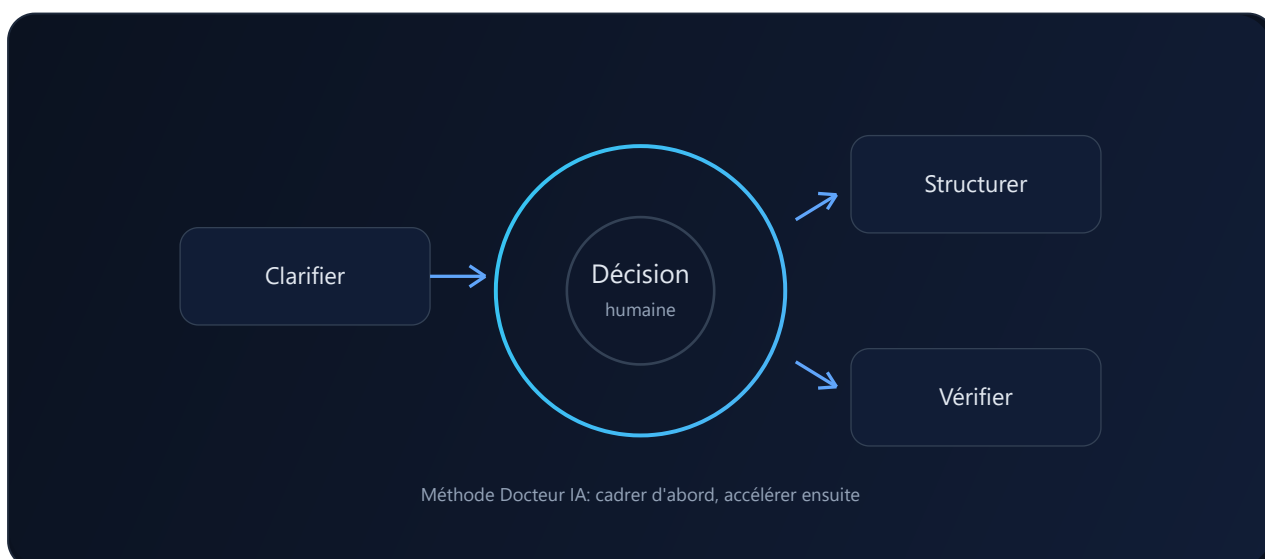 Clarifier
Décision
humaine
Structurer
Vérifier
Méthode Docteur IA: cadrer d'abord, accélérer ensuite